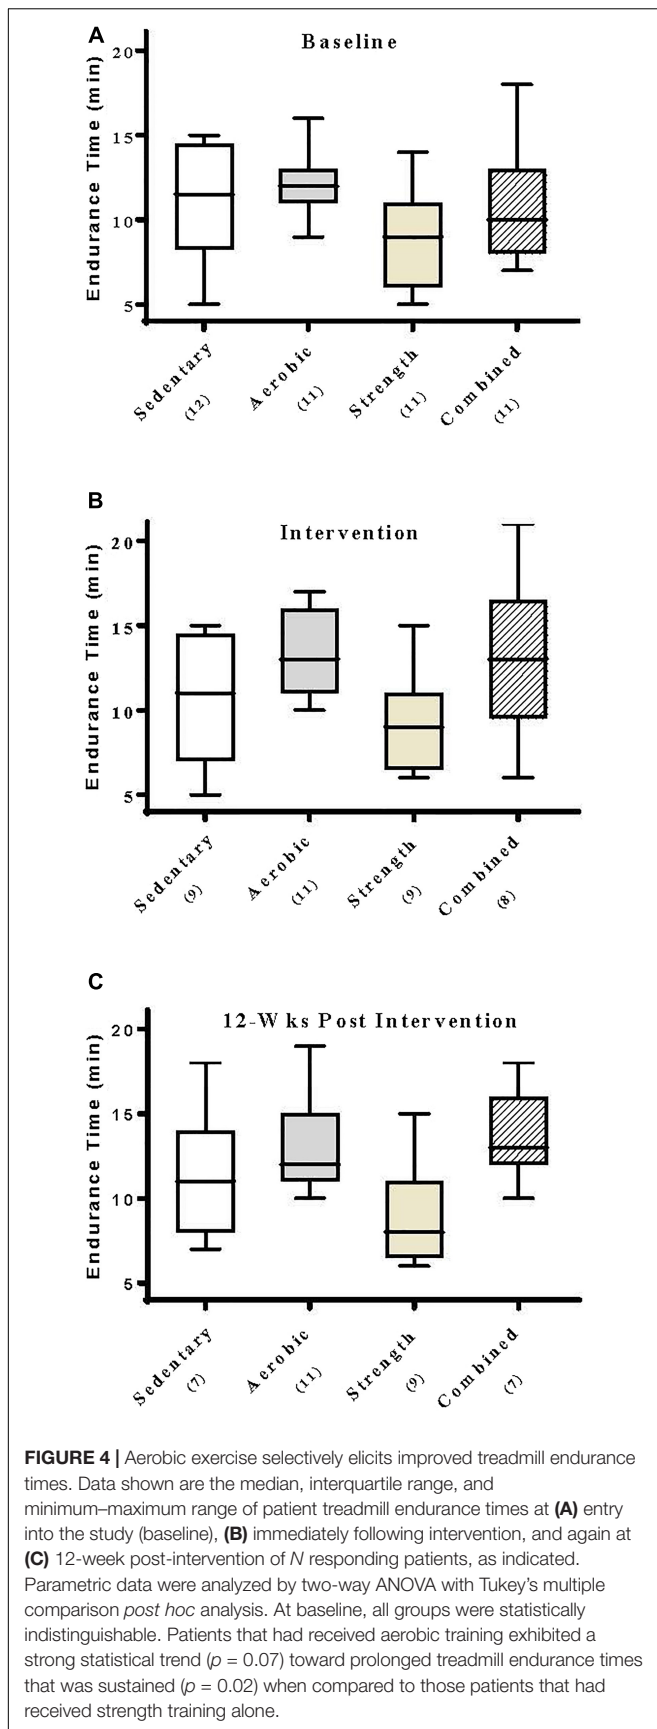 A
Baseline
Endurance Time (min)
20
15
10
5
Sedentary (12)
Aerobic (11)
Strength (11)
Combined (11)
B
Intervention
Endurance Time (min)
20
15
10
5
Sedentary (9)
Aerobic (11)
Strength (9)
Combined (8)
C
12-Wks Post Intervention
Endurance Time (min)
20
15
10
5
Sedentary (7)
Aerobic (11)
Strength (9)
Combined (7)
FIGURE 4 | Aerobic exercise selectively elicits improved treadmill endurance
times. Data shown are the median, interquartile range, and
minimum–maximum range of patient treadmill endurance times at (A) entry
into the study (baseline), (B) immediately following intervention, and again at
(C) 12-week post-intervention of N responding patients, as indicated.
Parametric data were analyzed by two-way ANOVA with Tukey's multiple
comparison post hoc analysis. At baseline, all groups were statistically
indistinguishable. Patients that had received aerobic training exhibited a
strong statistical trend (p = 0.07) toward prolonged treadmill endurance times
that was sustained (p = 0.02) when compared to those patients that had
received strength training alone.